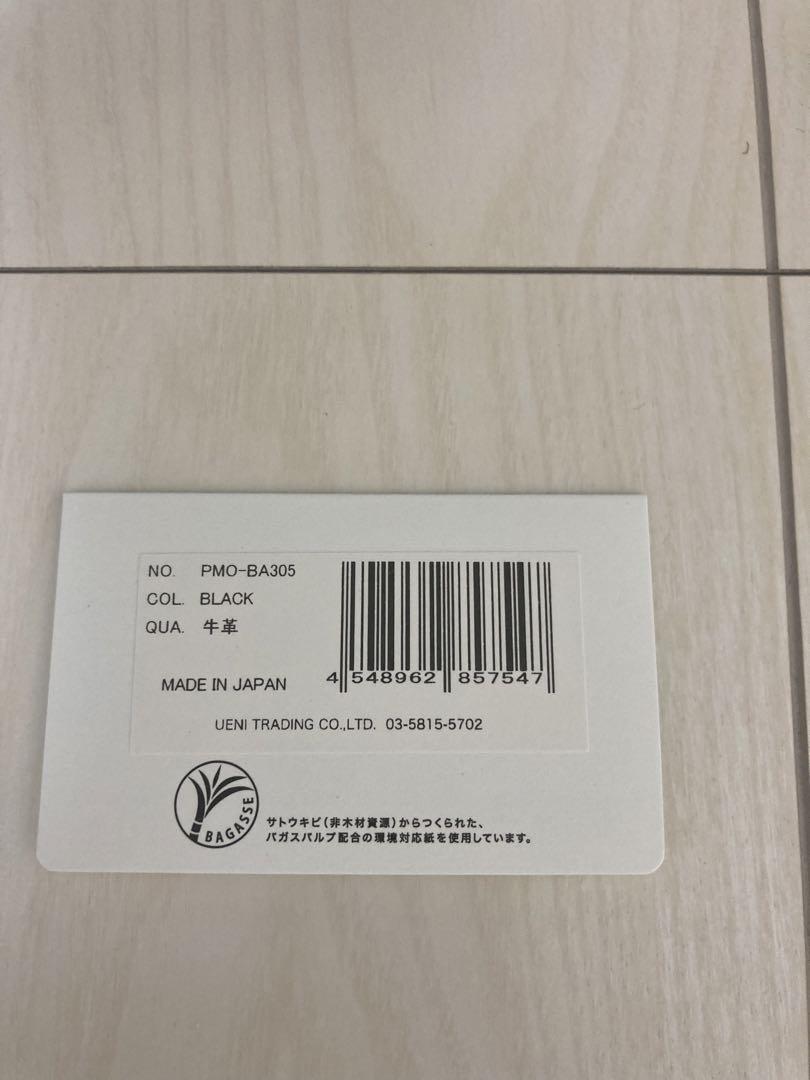 NO. PMO-BA305
COL. BLACK
QUA. 牛革
MADE IN JAPAN
4 548962 857547
UENI TRADING CO.,LTD. 03-5815-5702
BAGASSE
サトウキビ(非木材資源)からつくられた、
バガスパルプ配合の環境対応紙を使用しています。